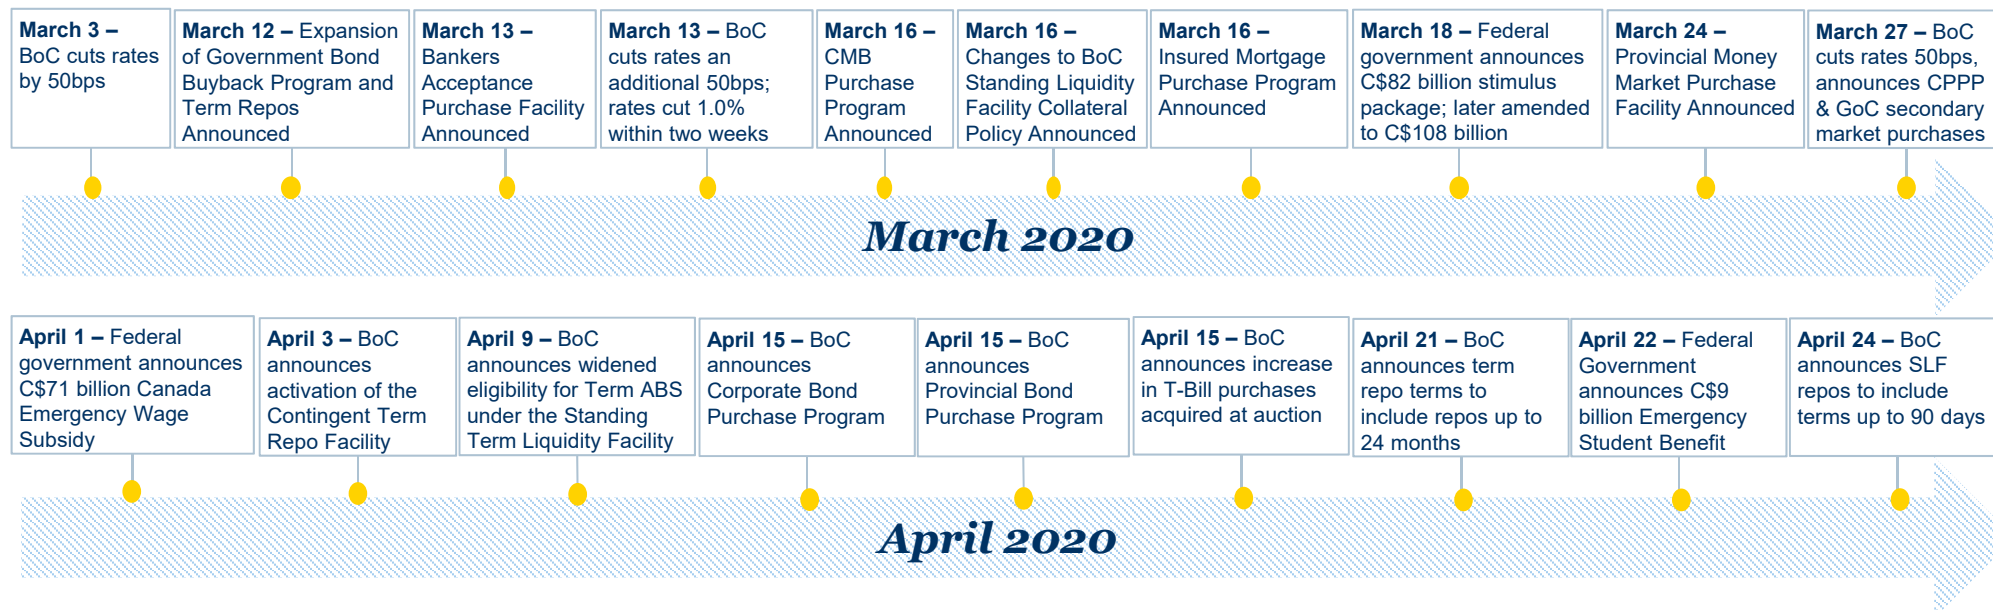 March 3 –
BoC cuts rates
by 50bps
March 12 – Expansion
of Government Bond
Buyback Program and
Term Repos
Announced
March 13 –
Bankers
Acceptance
Purchase Facility
Announced
March 13 – BoC
cuts rates an
additional 50bps;
rates cut 1.0%
within two weeks
March 16 –
CMB
Purchase
Program
Announced
March 16 –
Changes to BoC
Standing Liquidity
Facility Collateral
Policy Announced
March 16 –
Insured Mortgage
Purchase Program
Announced
March 18 – Federal
government announces
C$82 billion stimulus
package; later amended
to C$108 billion
March 24 –
Provincial Money
Market Purchase
Facility Announced
March 27 – BoC
cuts rates 50bps,
announces CPPP
& GoC secondary
market purchases
March 2020
April 1 – Federal
government announces
C$71 billion Canada
Emergency Wage
Subsidy
April 3 – BoC
announces
activation of the
Contingent Term
Repo Facility
April 9 – BoC
announces widened
eligibility for Term ABS
under the Standing
Term Liquidity Facility
April 15 – BoC
announces
Corporate Bond
Purchase Program
April 15 – BoC
announces
Provincial Bond
Purchase Program
April 15 – BoC
announces increase
in T-Bill purchases
acquired at auction
April 21 – BoC
announces term
repo terms to
include repos up to
24 months
April 22 – Federal
Government
announces C$9
billion Emergency
Student Benefit
April 24 – BoC
announces SLF
repos to include
terms up to 90 days
April 2020